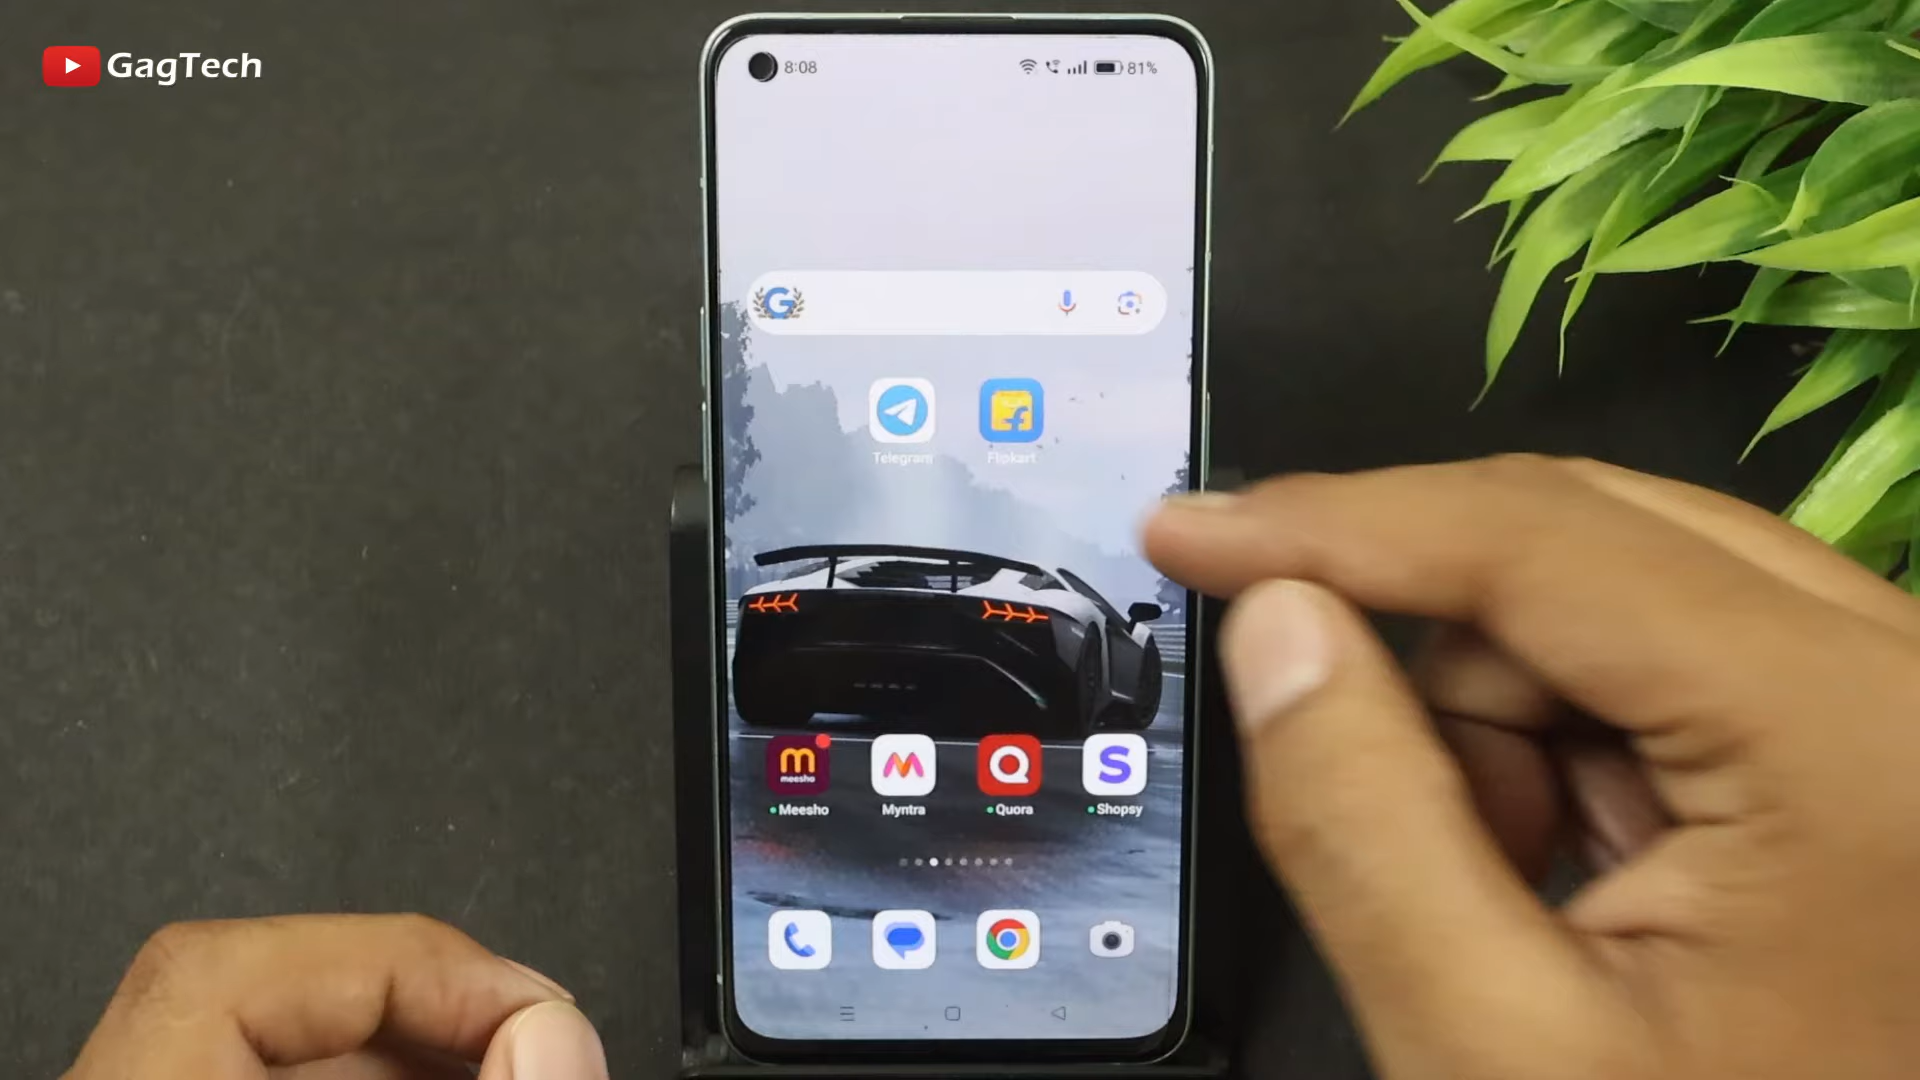 GagTech
8:08
81%
Telegram
Flipkart
meesho
Meesho
Myntra
Quora
Shopsy